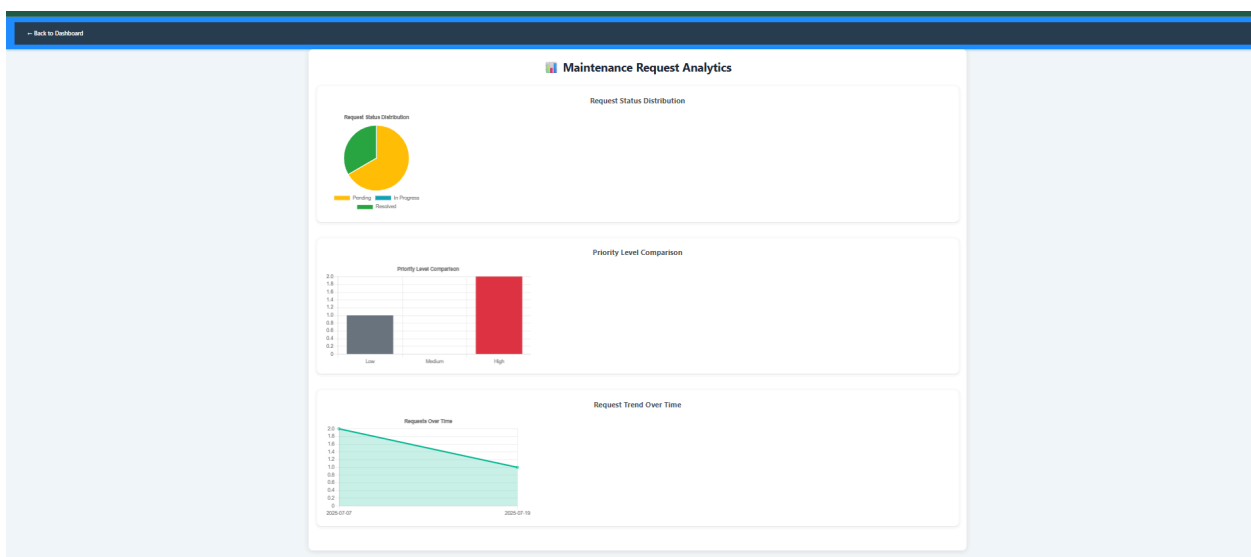 ← Back to Dashboard
📊 Maintenance Request Analytics
Request Status Distribution
Request Status Distribution
Pending In Progress
Resolved
Priority Level Comparison
Priority Level Comparison
2.0
1.8
1.6
1.4
1.2
1.0
0.8
0.6
0.4
0.2
0
Low Medium High
Request Trend Over Time
Requests Over Time
2.0
1.8
1.6
1.4
1.2
1.0
0.8
0.6
0.4
0.2
0
2025-07-07 2025-07-19